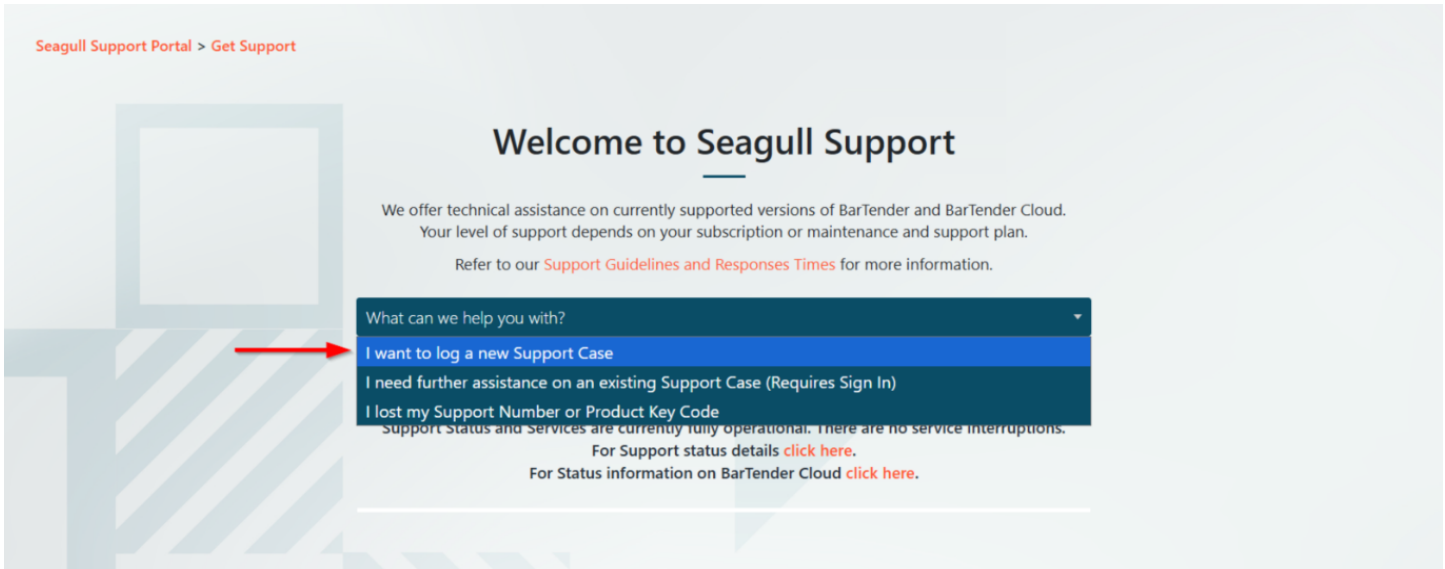 Seagull Support Portal > Get Support
Welcome to Seagull Support
We offer technical assistance on currently supported versions of BarTender and BarTender Cloud.
Your level of support depends on your subscription or maintenance and support plan.
Refer to our Support Guidelines and Responses Times for more information.
What can we help you with?
I want to log a new Support Case
I need further assistance on an existing Support Case (Requires Sign In)
I lost my Support Number or Product Key Code
Support Status and Services are currently fully operational. There are no service interruptions.
For Support status details click here.
For Status information on BarTender Cloud click here.